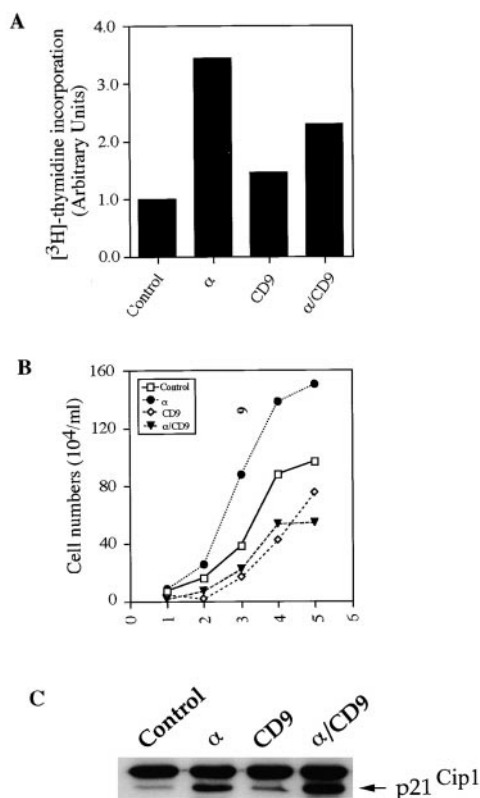 A
[³H]-thymidine incorporation
(Arbitrary Units)
4.0
3.0
2.0
1.0
0.0
Control
α
CD9
α/CD9
B
Cell numbers (10⁴/ml)
160
120
80
40
0
Control
α
CD9
α/CD9
9
0
1
2
3
4
5
6
C
Control
α
CD9
α/CD9
p21Cip1